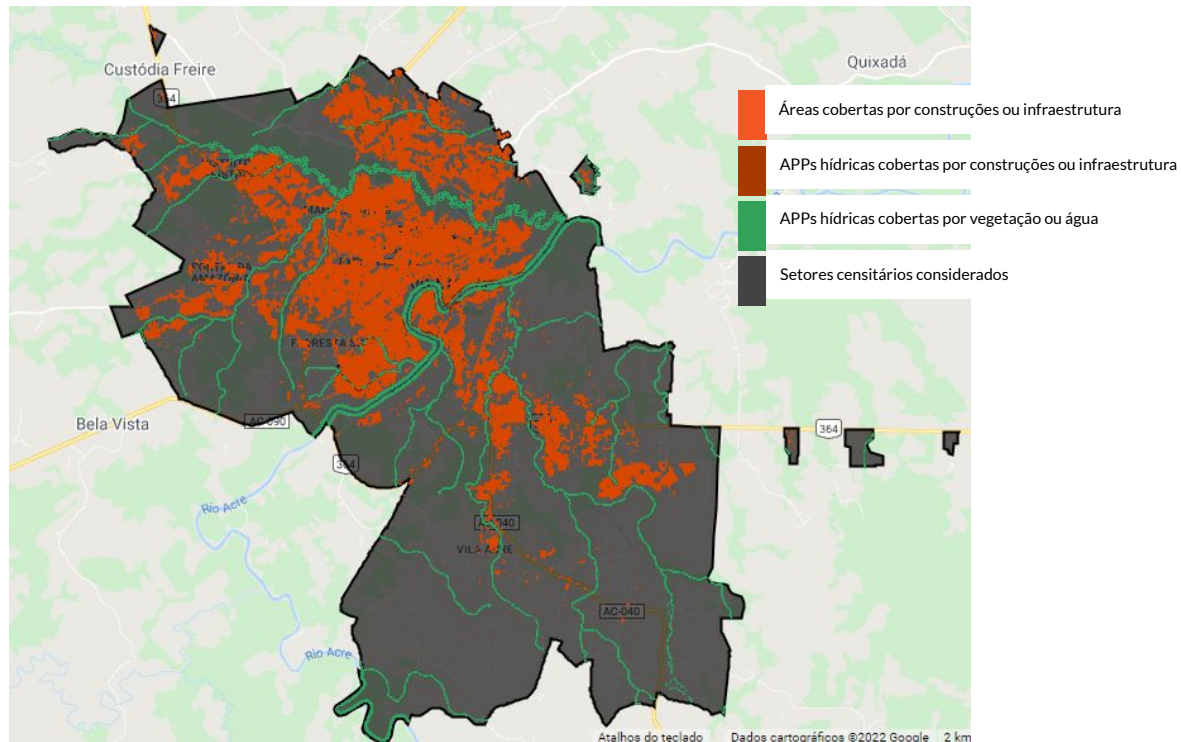 Custódia Freire
Quixadá
364
Áreas cobertas por construções ou infraestrutura
APPs hídricas cobertas por construções ou infraestrutura
APPs hídricas cobertas por vegetação ou água
Setores censitários considerados
Bela Vista
AC-090
364
364
Rio Acre
AC-040
VILA ACRE
AC-040
Rio Acre
Atalhos do teclado
Dados cartográficos ©2022 Google
2 km